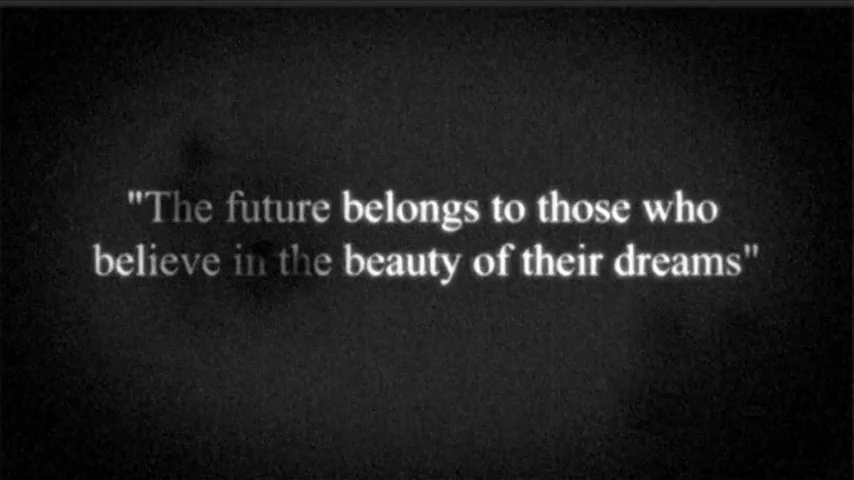 "The future belongs to those who
believe in the beauty of their dreams"